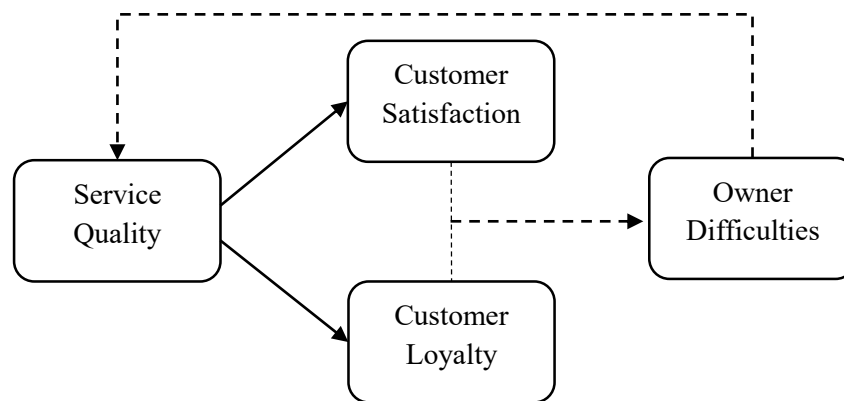 Customer
Satisfaction
Service
Quality
Owner
Difficulties
Customer
Loyalty